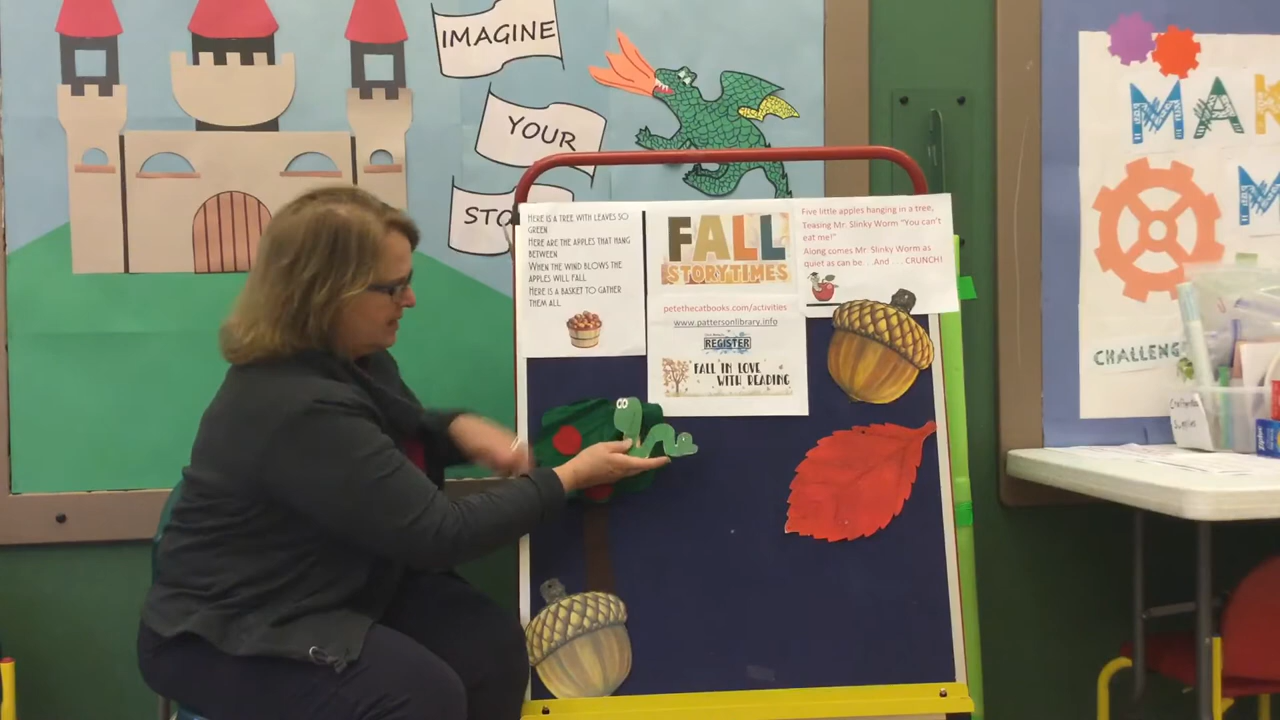 IMAGINE
YOUR
STO
HERE IS A TREE WITH LEAVES SO
GREEN
HERE ARE THE APPLES THAT HANG
BETWEEN
WHEN THE WIND BLOWS THE
APPLES WILL FALL
HERE IS A BASKET TO GATHER
THEM ALL.
FALL
STORYTIMES
petethecatbooks.com/activities
www.pattersonlibrary.info
REGISTER
FALL IN LOVE
WITH READING
Five little apples hanging in a tree,
Teasing Mr. Slinky Worm "You can't
eat me!"
Along comes Mr. Slinky Worm as
quiet as can be. . .And . . . CRUNCH!
MAK
M
CHALLENG